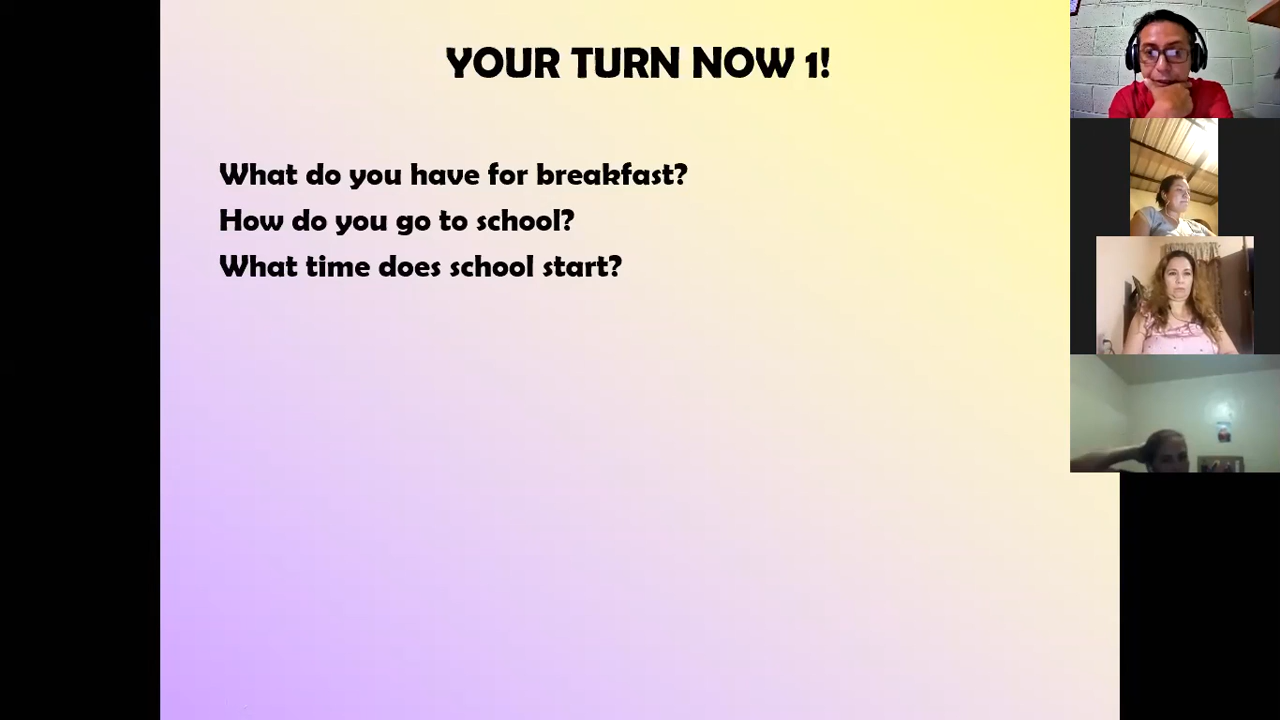 YOUR TURN NOW 1!
What do you have for breakfast?
How do you go to school?
What time does school start?